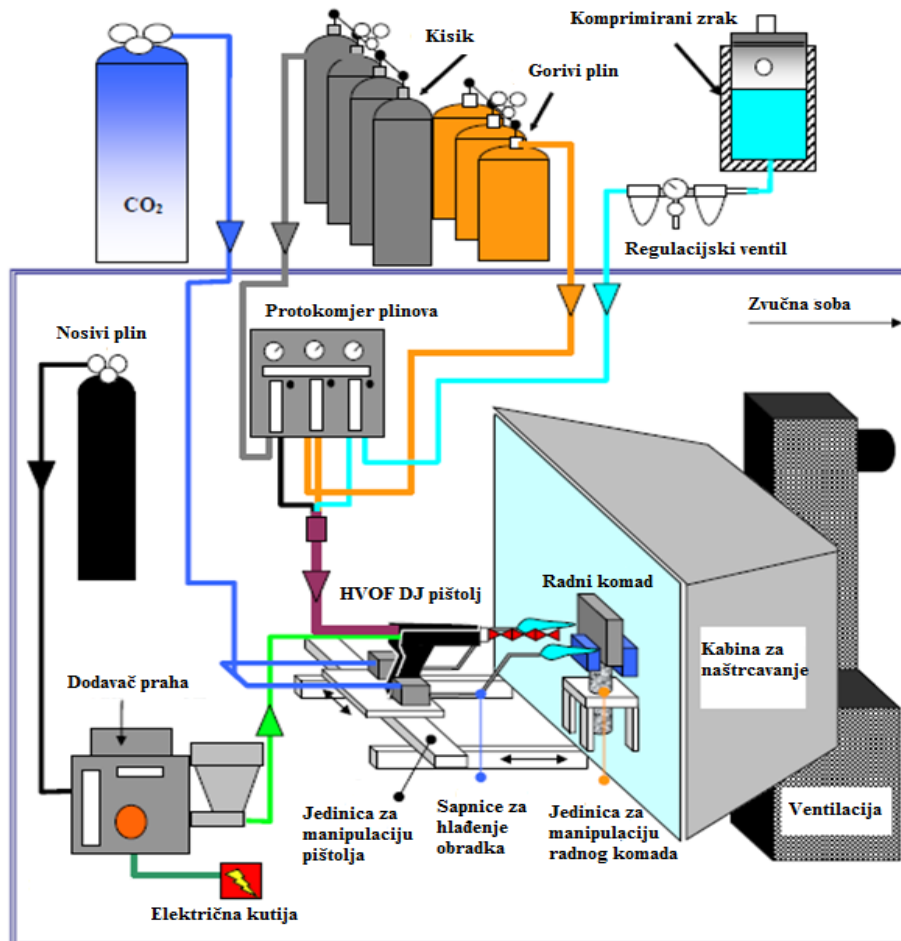 Komprimirani zrak
Kisik
Gorivi plin
CO₂
Regulacijski ventil
Zvučna soba
Protokomjer plinova
Nosivi plin
HVOF DJ pištolj
Radni komad
Kabina za
naštrcavanje
Dodavač praha
Jedinica za
manipulaciju
pištolja
Sapnice za
hlađenje
obradka
Jedinica za
manipulaciju
radnog komada
Ventilacija
Električna kutija